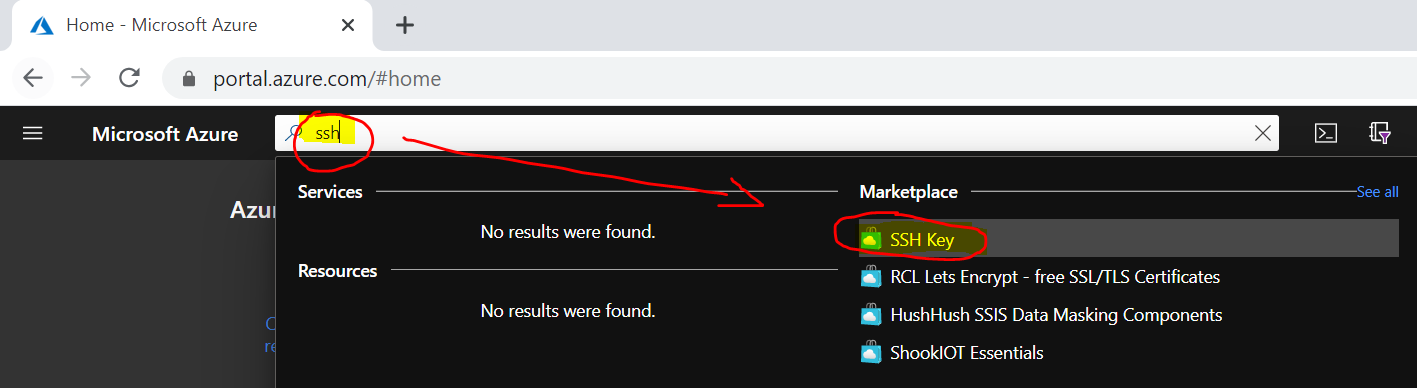 Home - Microsoft Azure
portal.azure.com/#home
Microsoft Azure
ssh
Azu
Services
No results were found.
Resources
No results were found.
Marketplace
See all
SSH Key
RCL Lets Encrypt - free SSL/TLS Certificates
HushHush SSIS Data Masking Components
ShookIOT Essentials
C
re